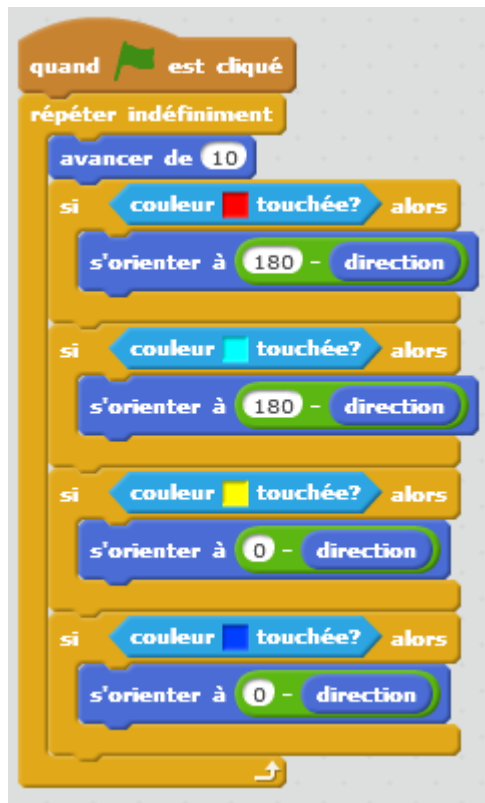 quand est cliqué
répéter indéfiniment
avancer de 10
si couleur touchée? alors
s'orienter à 180 - direction
si couleur touchée? alors
s'orienter à 180 - direction
si couleur touchée? alors
s'orienter à 0 - direction
si couleur touchée? alors
s'orienter à 0 - direction